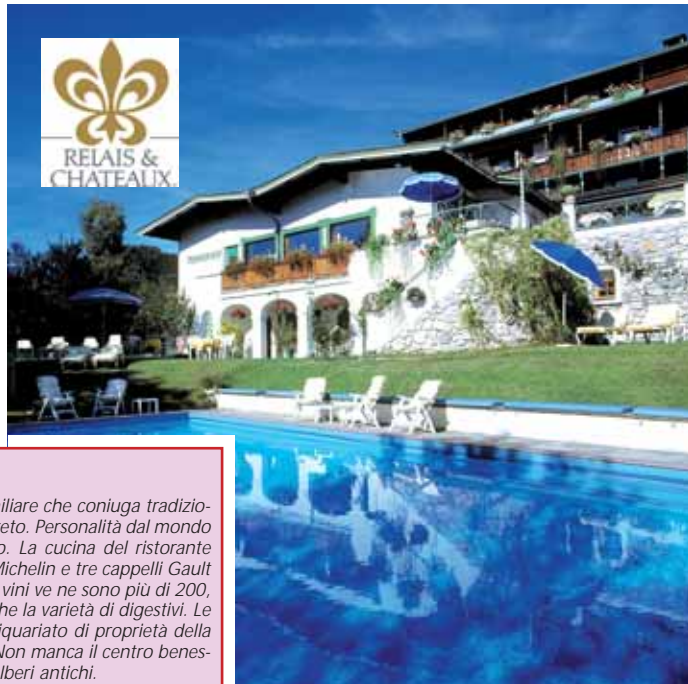 RELAIS &
CHATEAUX
iliare che coniuga tradizio-
eto. Personalità dal mondo
o. La cucina del ristorante
Michelin e tre cappelli Gault
vini ve ne sono più di 200,
he la varietà di digestivi. Le
iquariato di proprietà della
Non manca il centro benes-
lberi antichi.